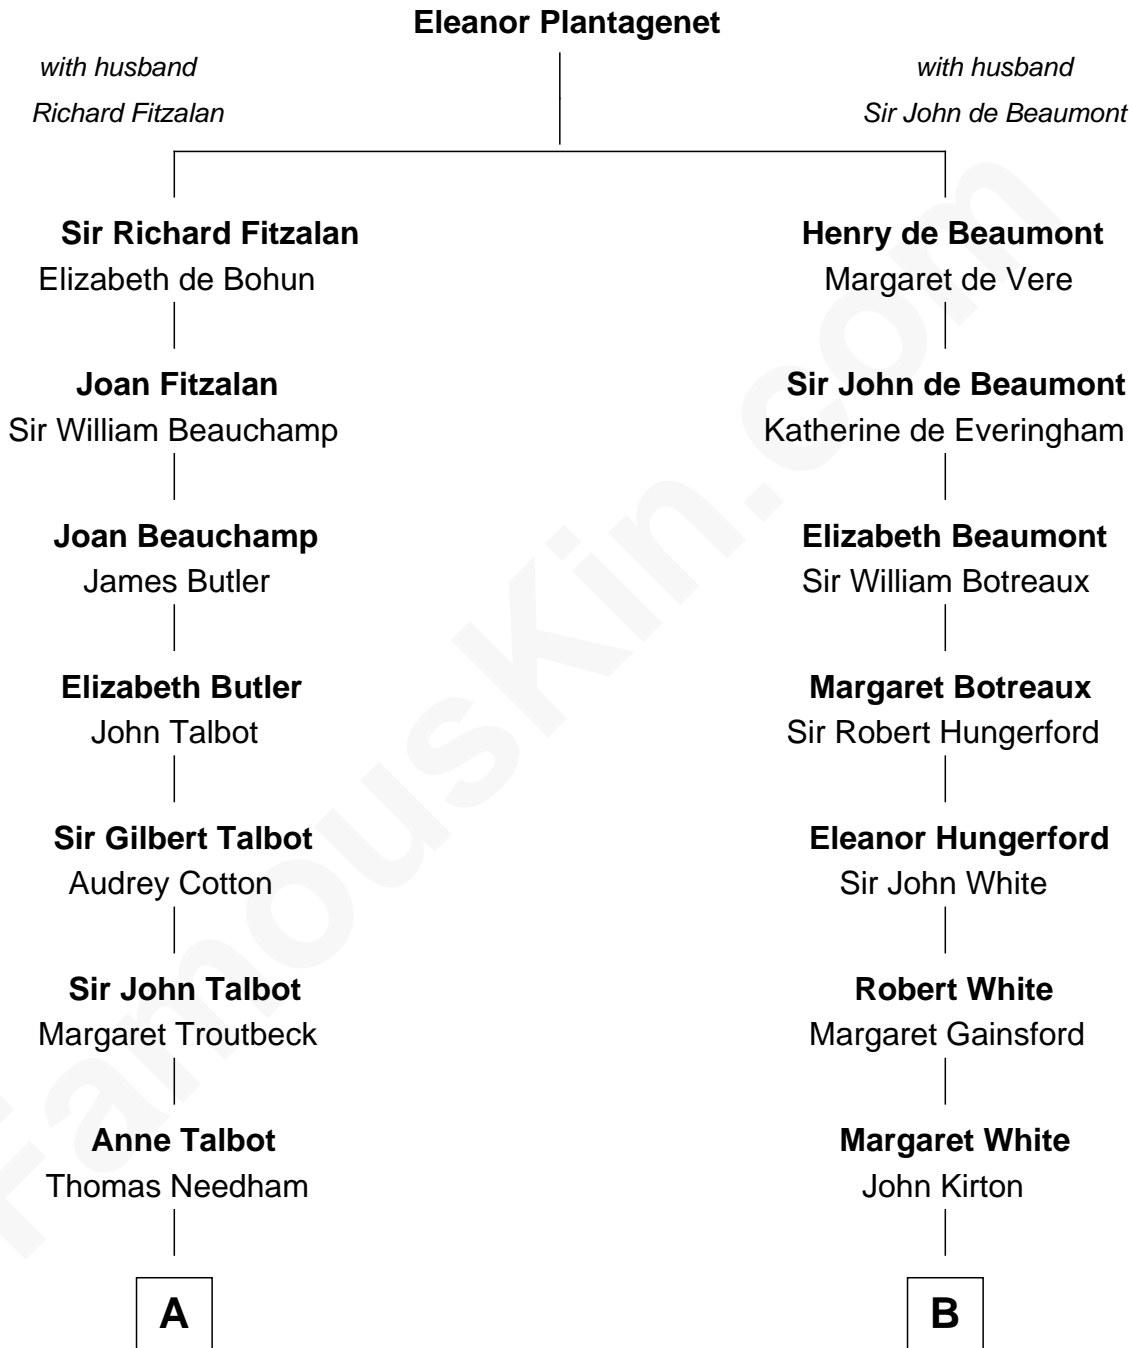 Eleanor Plantagenet
with husband
Richard Fitzalan
with husband
Sir John de Beaumont
Sir Richard Fitzalan
Elizabeth de Bohun
Henry de Beaumont
Margaret de Vere
Joan Fitzalan
Sir William Beauchamp
Sir John de Beaumont
Katherine de Everingham
Joan Beauchamp
James Butler
Elizabeth Beaumont
Sir William Botreaux
Elizabeth Butler
John Talbot
Margaret Botreaux
Sir Robert Hungerford
Sir Gilbert Talbot
Audrey Cotton
Eleanor Hungerford
Sir John White
Sir John Talbot
Margaret Troutbeck
Robert White
Margaret Gainsford
Anne Talbot
Thomas Needham
Margaret White
John Kirton
A
B
FamousKin.com